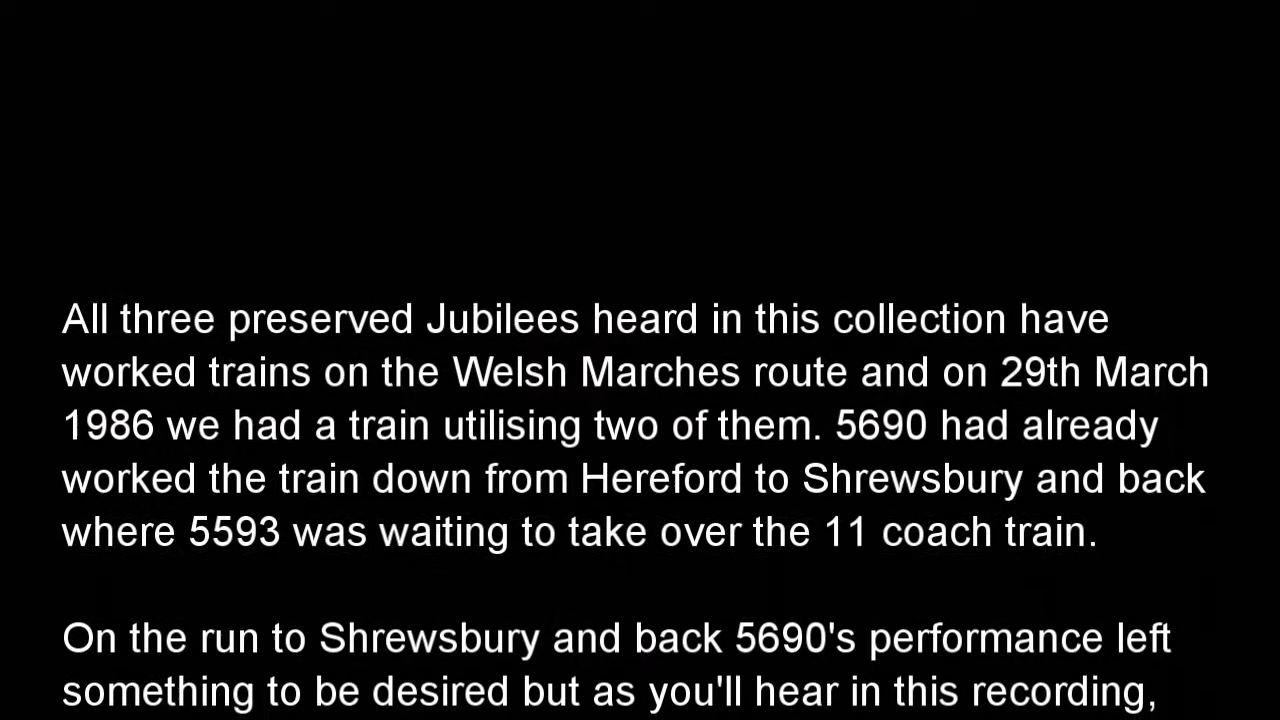 All three preserved Jubilees heard in this collection have
worked trains on the Welsh Marches route and on 29th March
1986 we had a train utilising two of them. 5690 had already
worked the train down from Hereford to Shrewsbury and back
where 5593 was waiting to take over the 11 coach train.
On the run to Shrewsbury and back 5690's performance left
something to be desired but as you'll hear in this recording,